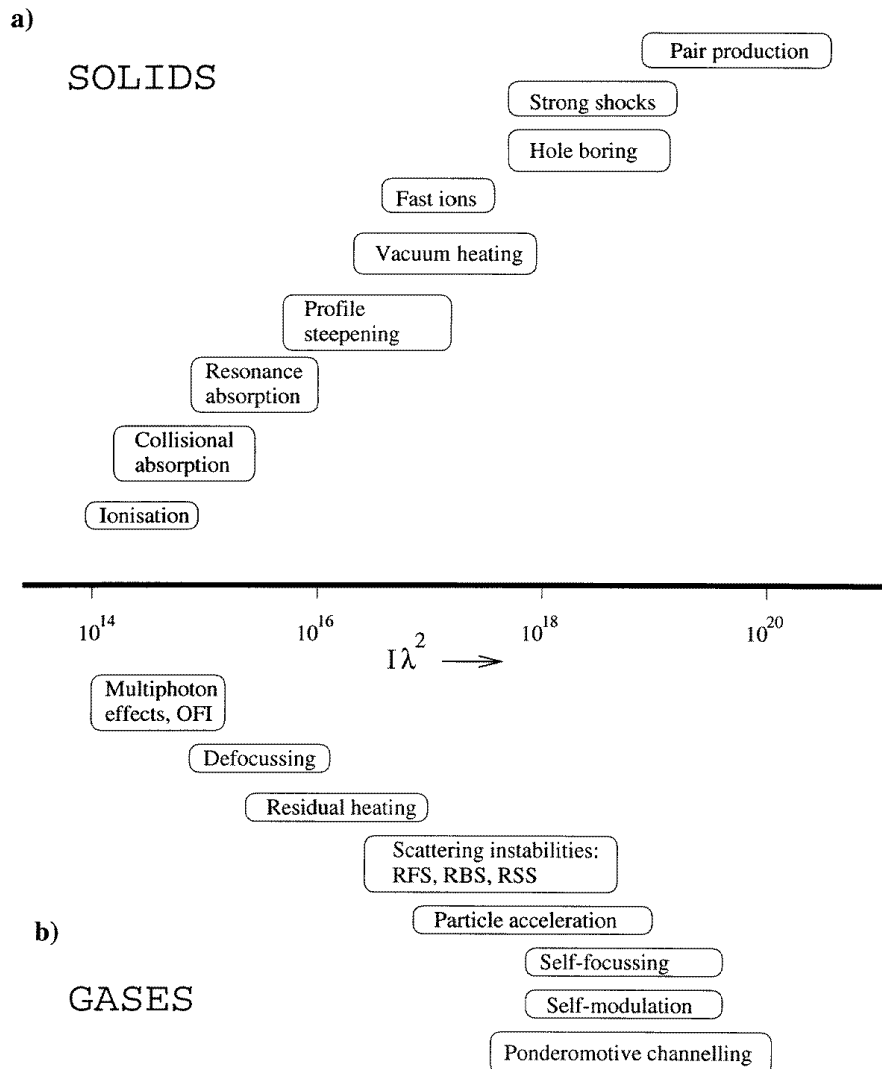 a)
SOLIDS
Pair production
Strong shocks
Hole boring
Fast ions
Vacuum heating
Profile
steepening
Resonance
absorption
Collisional
absorption
Ionisation
10^14 10^16 10^18 10^20
Iλ^2
Multiphoton
effects, OFI
Defocussing
Residual heating
Scattering instabilities:
RFS, RBS, RSS
Particle acceleration
b)
Self-focussing
GASES
Self-modulation
Ponderomotive channelling